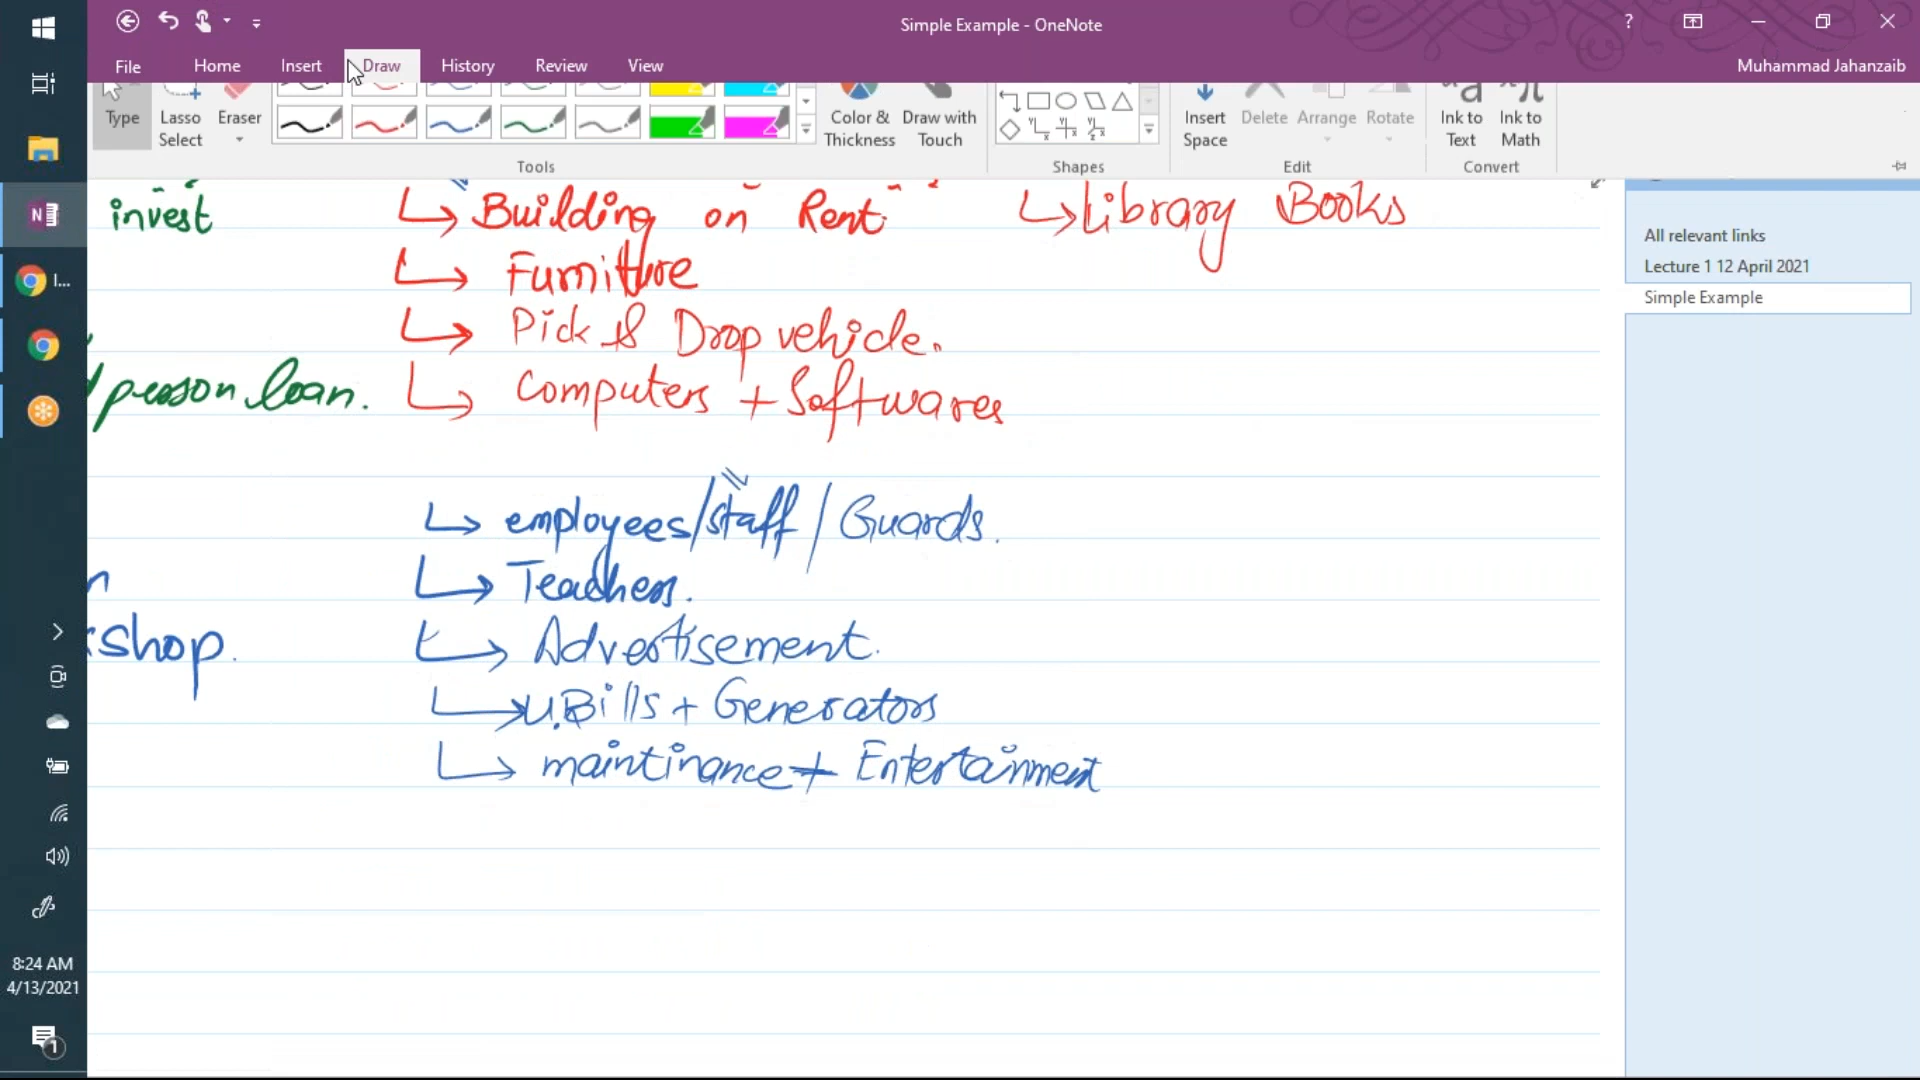 Simple Example - OneNote
?
File Home Insert Draw History Review View
Muhammad Jahanzaib
Type
Lasso Select
Eraser
Color & Thickness
Draw with Touch
Insert Space
Delete
Arrange
Rotate
Ink to Text
Ink to Math
Tools
Shapes
Edit
Convert
invest
Building on Rent.
Library Books
Furniture
Pick & Drop vehicle.
/person loan.
Computers + Softwares
employees/staff/Guards.
Teachers.
shop.
Advertisement.
U.Bills + Generators
maintinance + Entertainment
All relevant links
Lecture 1 12 April 2021
Simple Example
I...
8:24 AM
4/13/2021
1